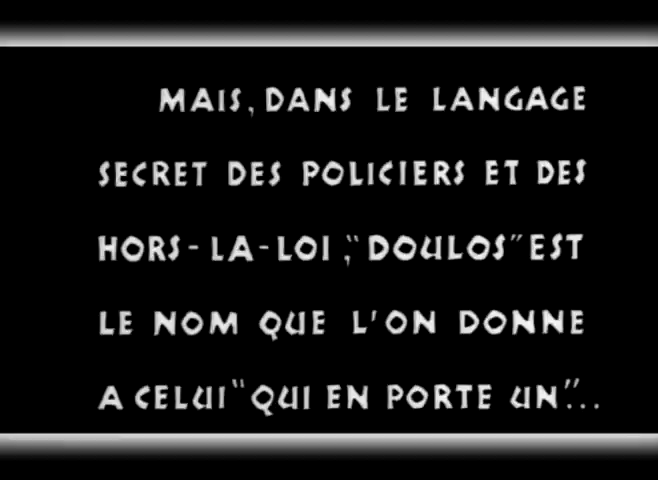 MAIS, DANS LE LANGAGE
SECRET DES POLICIERS ET DES
HORS-LA-LOI, "DOULOS" EST
LE NOM QUE L'ON DONNE
A CELUI "QUI EN PORTE UN"...